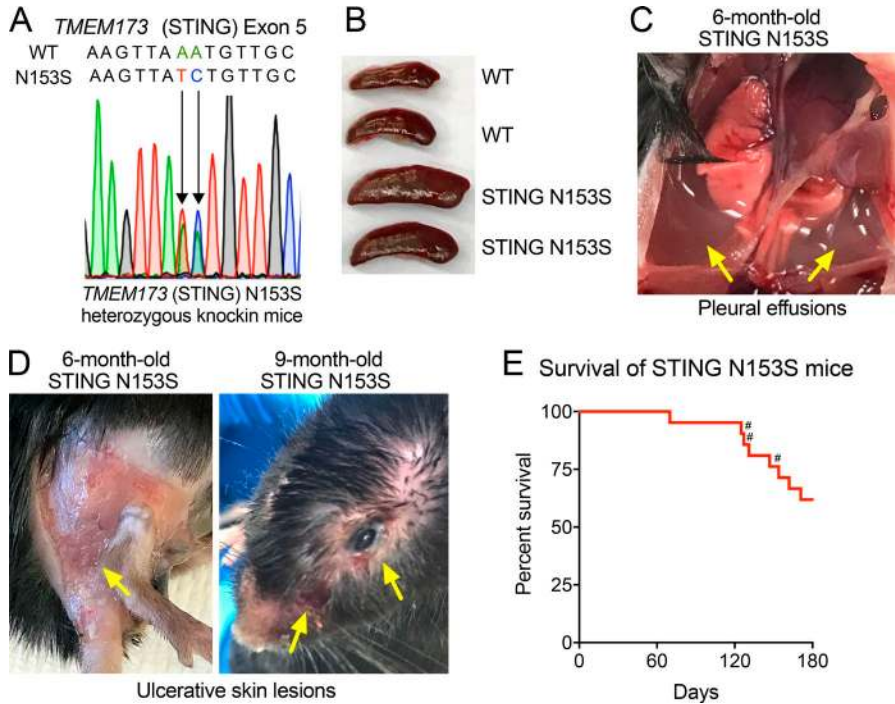 A
TMEM173 (STING) Exon 5
WT AAGTTAAATGTTGC
N153S AAGTTATCTGTTGC
TMEM173 (STING) N153S
heterozygous knockin mice
B
WT
WT
STING N153S
STING N153S
C
6-month-old
STING N153S
Pleural effusions
D
6-month-old
STING N153S
9-month-old
STING N153S
Ulcerative skin lesions
E Survival of STING N153S mice
Percent survival
100
75
50
25
0
#
#
#
0 60 120 180
Days